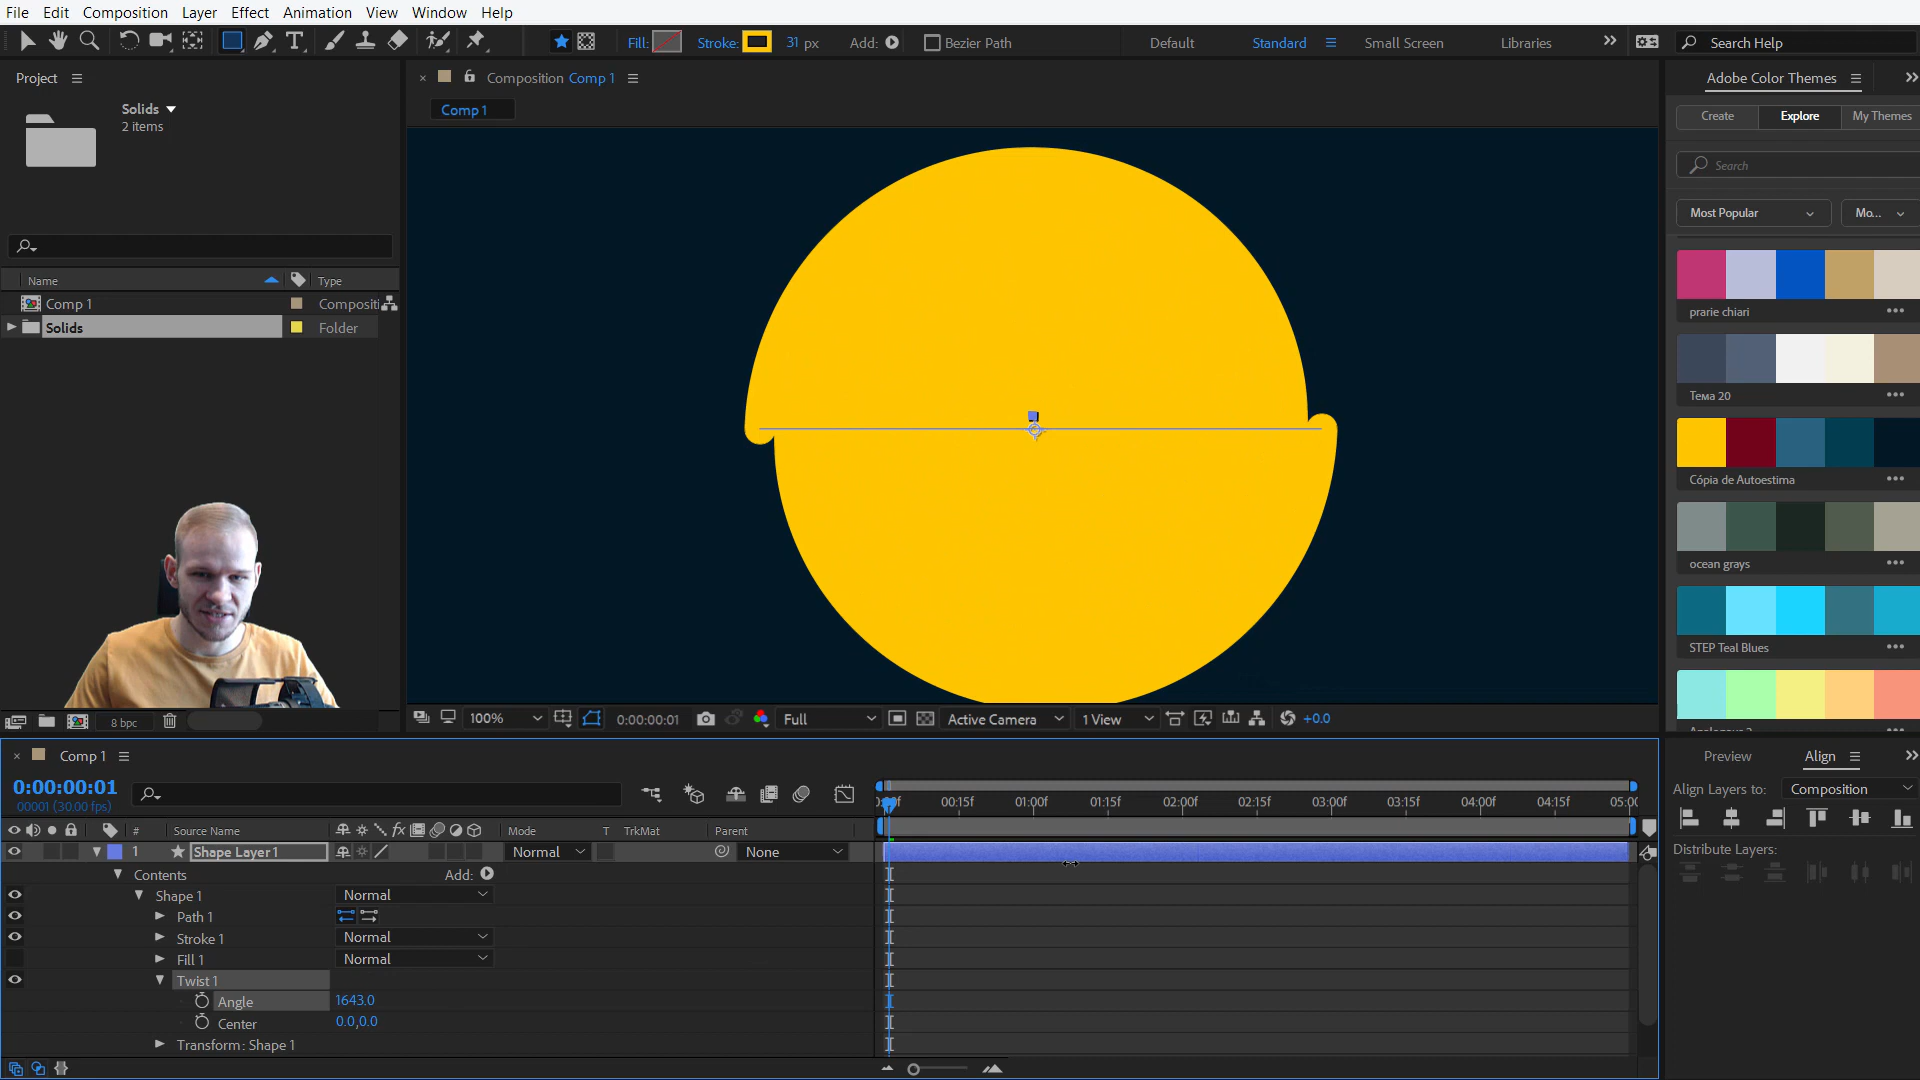 File Edit Composition Layer Effect Animation View Window Help
Fill: Stroke: 31 px Add: Bezier Path Default Standard Small Screen Libraries Search Help
Project
Composition Comp 1
Adobe Color Themes
Comp 1
Create Explore My Themes
Solids
2 items
Search
Most Popular Mo...
Name Type
Comp 1 Compositi
Solids Folder
prarie chiari
Тема 20
Cópia de Autoestima
ocean grays
STEP Teal Blues
8 bpc
100% 0:00:00:01 Full Active Camera 1 View +0.0
Comp 1
Preview Align
0:00:00:01
00001 (30.00 fps)
00:15f 01:00f 01:15f 02:00f 02:15f 03:00f 03:15f 04:00f 04:15f 05:00
Align Layers to: Composition
# Source Name Mode T TrkMat Parent
1 Shape Layer 1 Normal None
Distribute Layers:
Contents Add:
Shape 1 Normal
Path 1
Stroke 1 Normal
Fill 1 Normal
Twist 1
Angle 1643.0
Center 0.0,0.0
Transform: Shape 1